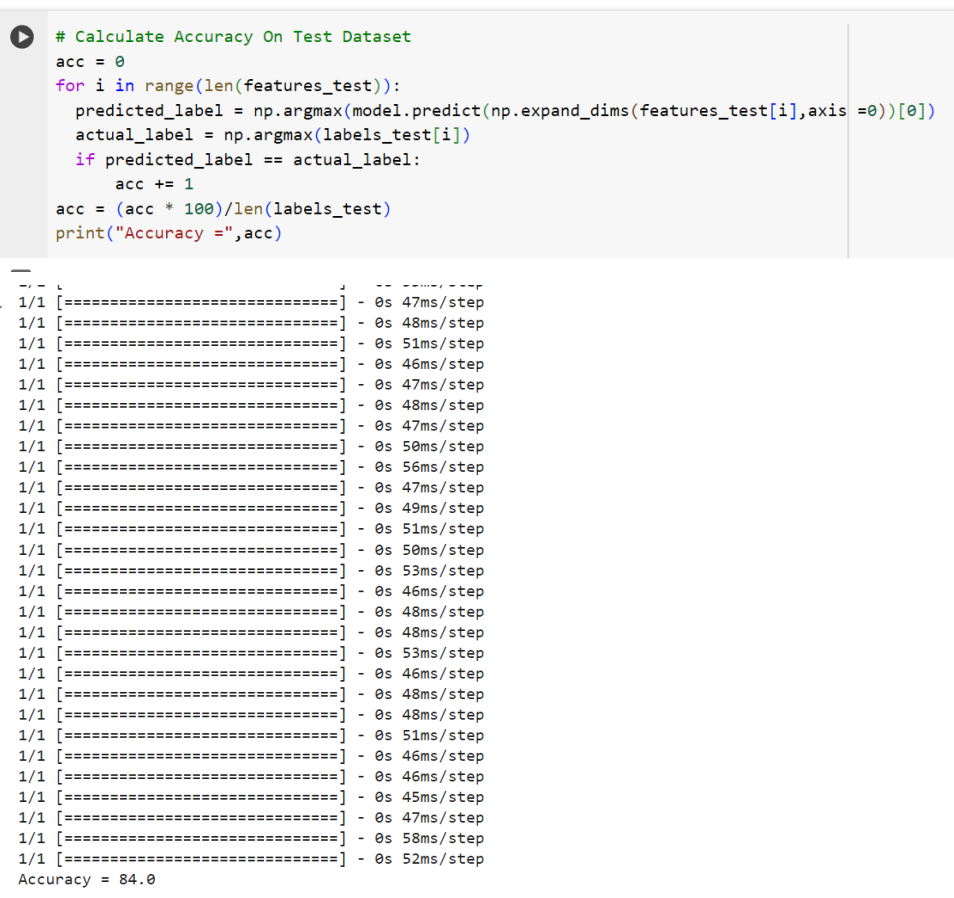 # Calculate Accuracy On Test Dataset
acc = 0
for i in range(len(features_test)):
  predicted_label = np.argmax(model.predict(np.expand_dims(features_test[i],axis =0))[0])
  actual_label = np.argmax(labels_test[i])
  if predicted_label == actual_label:
      acc += 1
acc = (acc * 100)/len(labels_test)
print("Accuracy =",acc)
1/1 [==============================] - 0s 47ms/step
1/1 [==============================] - 0s 48ms/step
1/1 [==============================] - 0s 51ms/step
1/1 [==============================] - 0s 46ms/step
1/1 [==============================] - 0s 47ms/step
1/1 [==============================] - 0s 48ms/step
1/1 [==============================] - 0s 47ms/step
1/1 [==============================] - 0s 50ms/step
1/1 [==============================] - 0s 56ms/step
1/1 [==============================] - 0s 47ms/step
1/1 [==============================] - 0s 49ms/step
1/1 [==============================] - 0s 51ms/step
1/1 [==============================] - 0s 50ms/step
1/1 [==============================] - 0s 53ms/step
1/1 [==============================] - 0s 46ms/step
1/1 [==============================] - 0s 48ms/step
1/1 [==============================] - 0s 48ms/step
1/1 [==============================] - 0s 53ms/step
1/1 [==============================] - 0s 46ms/step
1/1 [==============================] - 0s 48ms/step
1/1 [==============================] - 0s 48ms/step
1/1 [==============================] - 0s 51ms/step
1/1 [==============================] - 0s 46ms/step
1/1 [==============================] - 0s 46ms/step
1/1 [==============================] - 0s 45ms/step
1/1 [==============================] - 0s 47ms/step
1/1 [==============================] - 0s 58ms/step
1/1 [==============================] - 0s 52ms/step
Accuracy = 84.0